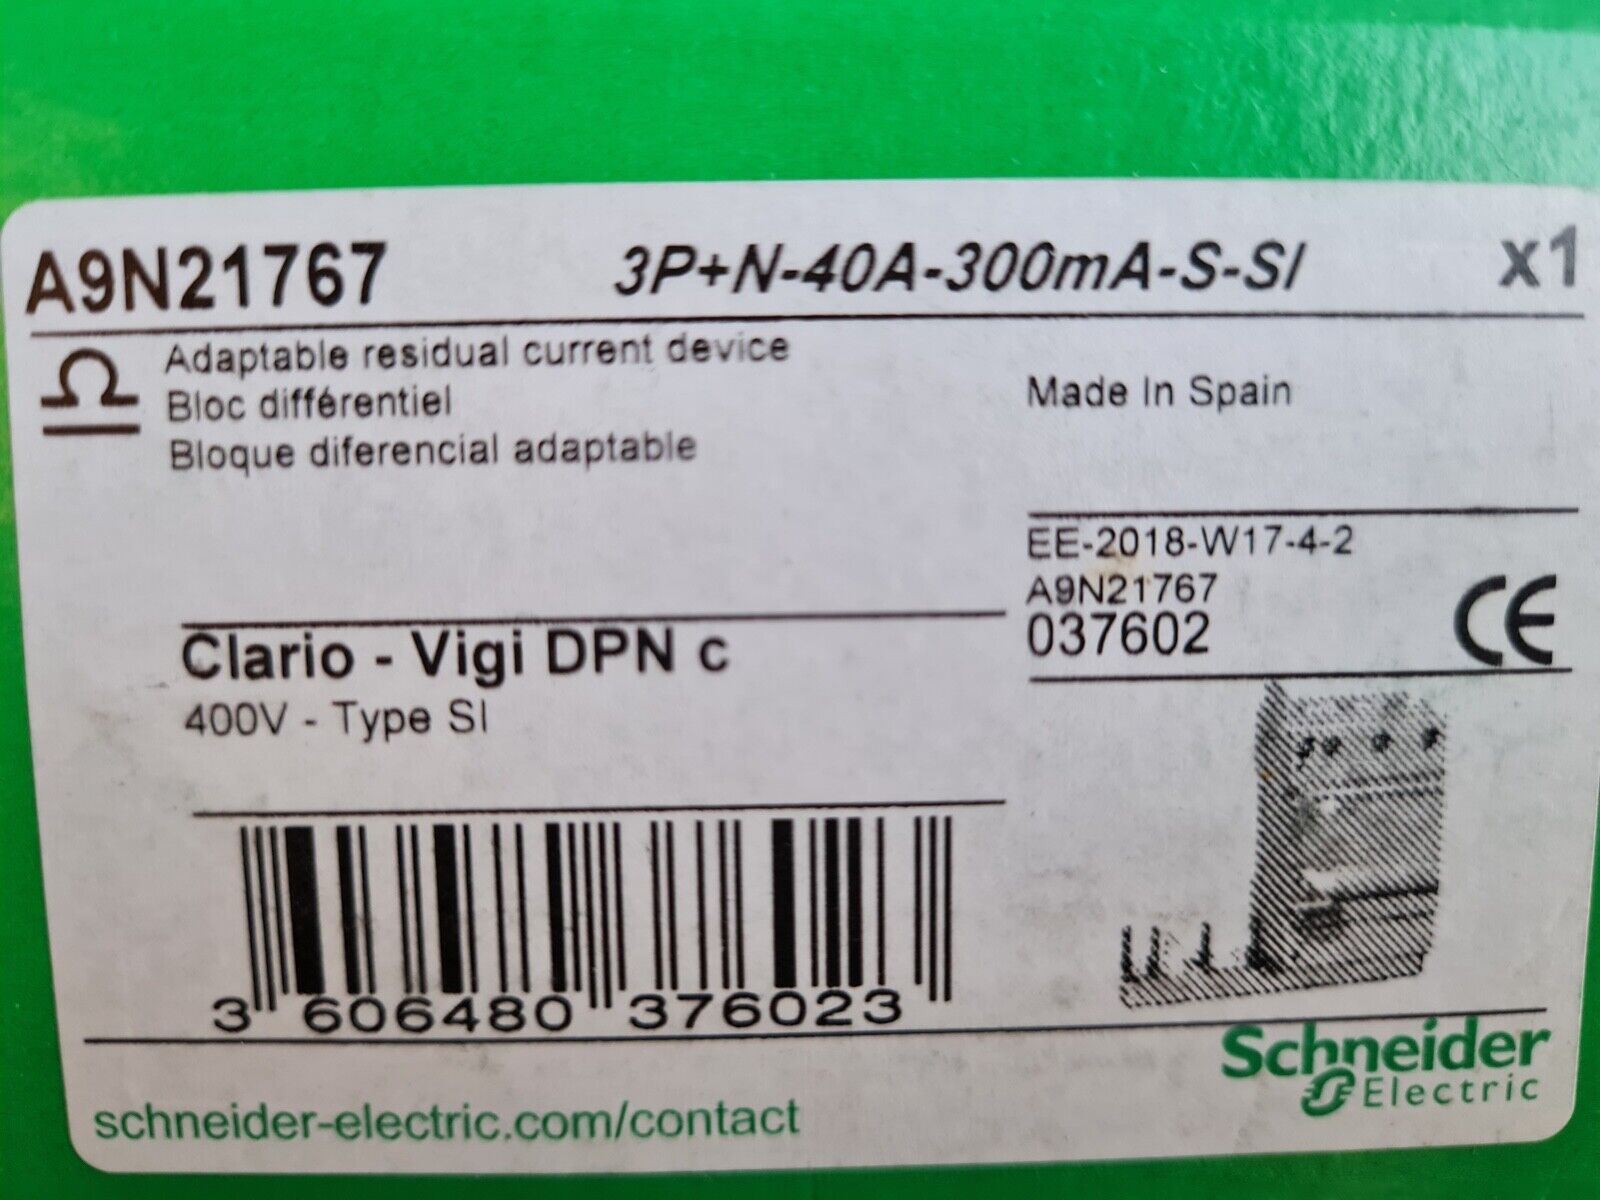 A9N21767 3P+N-40A-300mA-S-SI x1
Adaptable residual current device
Bloc différentiel
Bloque diferencial adaptable
Made In Spain
EE-2018-W17-4-2
A9N21767
037602
CE
Clario - Vigi DPN c
400V - Type SI
3 606480 376023
Schneider
Electric
schneider-electric.com/contact